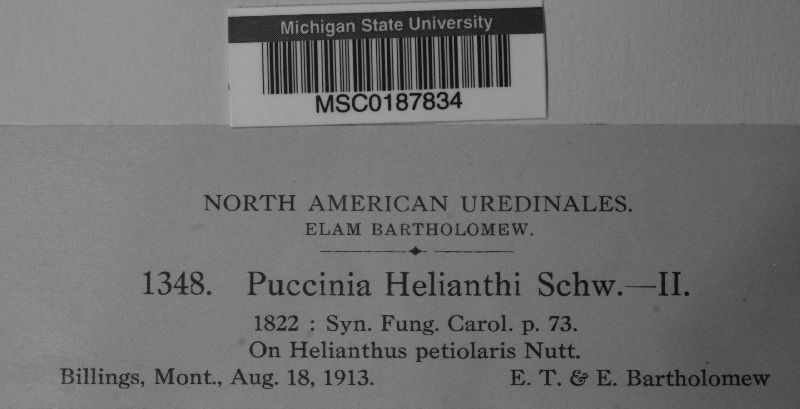 Michigan State University
MSC0187834
NORTH AMERICAN UREDINALES.
ELAM BARTHOLOMEW.
1348. Puccinia Helianthi Schw.—II.
1822 : Syn. Fung. Carol. p. 73.
On Helianthus petiolaris Nutt.
Billings, Mont., Aug. 18, 1913. E. T. & E. Bartholomew